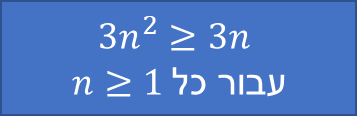 3n² ≥ 3n
עבור כל n ≥ 1